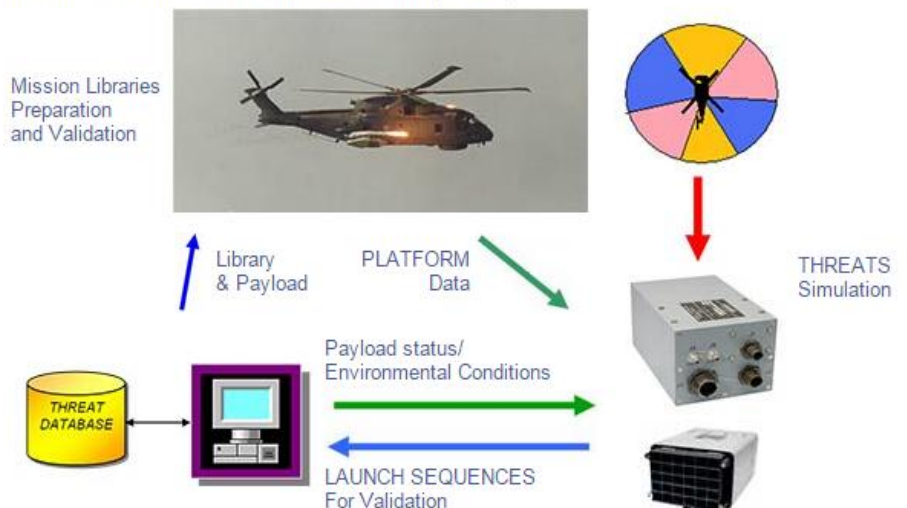 Mission Libraries
Preparation
and Validation
Library
& Payload
PLATFORM
Data
THREATS
Simulation
Payload status/
Environmental Conditions
THREAT
DATABASE
LAUNCH SEQUENCES
For Validation